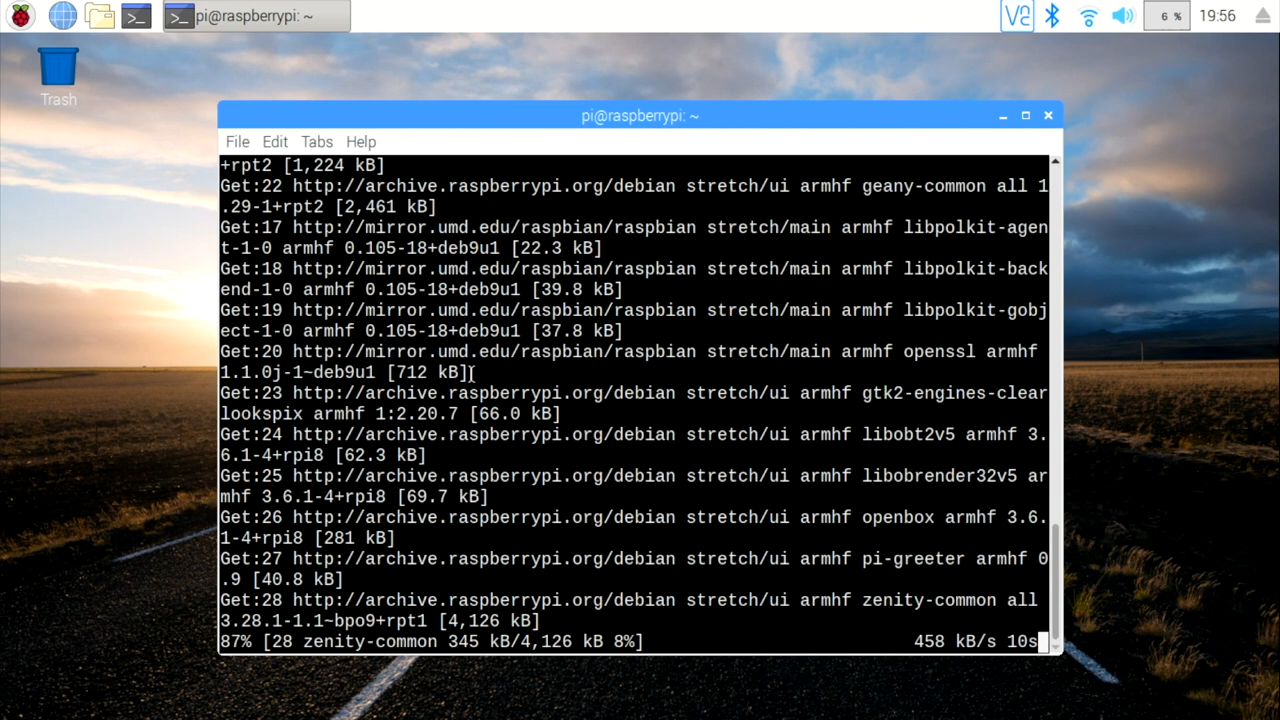 pi@raspberrypi: ~
V2
6 %
19:56
Trash
pi@raspberrypi: ~
File Edit Tabs Help
+rpt2 [1,224 kB]
Get:22 http://archive.raspberrypi.org/debian stretch/ui armhf geany-common all 1
.29-1+rpt2 [2,461 kB]
Get:17 http://mirror.umd.edu/raspbian/raspbian stretch/main armhf libpolkit-agen
t-1-0 armhf 0.105-18+deb9u1 [22.3 kB]
Get:18 http://mirror.umd.edu/raspbian/raspbian stretch/main armhf libpolkit-back
end-1-0 armhf 0.105-18+deb9u1 [39.8 kB]
Get:19 http://mirror.umd.edu/raspbian/raspbian stretch/main armhf libpolkit-gobj
ect-1-0 armhf 0.105-18+deb9u1 [37.8 kB]
Get:20 http://mirror.umd.edu/raspbian/raspbian stretch/main armhf openssl armhf
1.1.0j-1~deb9u1 [712 kB]
Get:23 http://archive.raspberrypi.org/debian stretch/ui armhf gtk2-engines-clear
lookspix armhf 1:2.20.7 [66.0 kB]
Get:24 http://archive.raspberrypi.org/debian stretch/ui armhf libobt2v5 armhf 3.
6.1-4+rpi8 [62.3 kB]
Get:25 http://archive.raspberrypi.org/debian stretch/ui armhf libobrender32v5 ar
mhf 3.6.1-4+rpi8 [69.7 kB]
Get:26 http://archive.raspberrypi.org/debian stretch/ui armhf openbox armhf 3.6.
1-4+rpi8 [281 kB]
Get:27 http://archive.raspberrypi.org/debian stretch/ui armhf pi-greeter armhf 0
.9 [40.8 kB]
Get:28 http://archive.raspberrypi.org/debian stretch/ui armhf zenity-common all
3.28.1-1.1~bpo9+rpt1 [4,126 kB]
87% [28 zenity-common 345 kB/4,126 kB 8%] 458 kB/s 10s